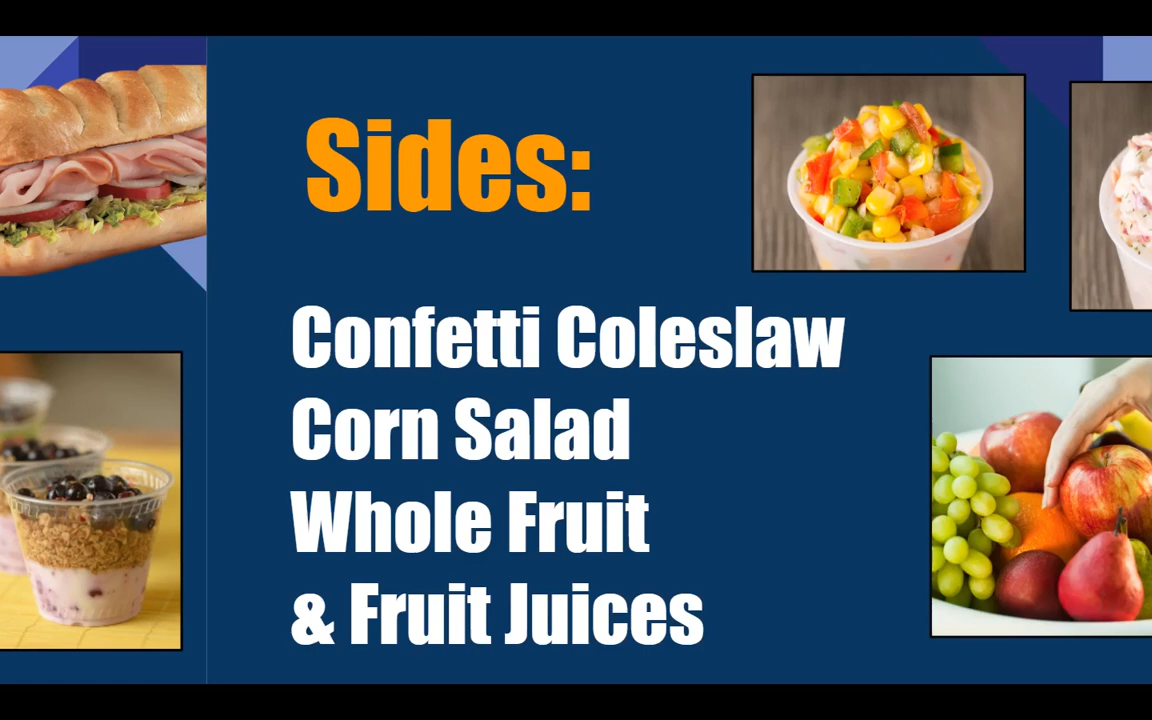 Sides:
Confetti Coleslaw
Corn Salad
Whole Fruit
& Fruit Juices